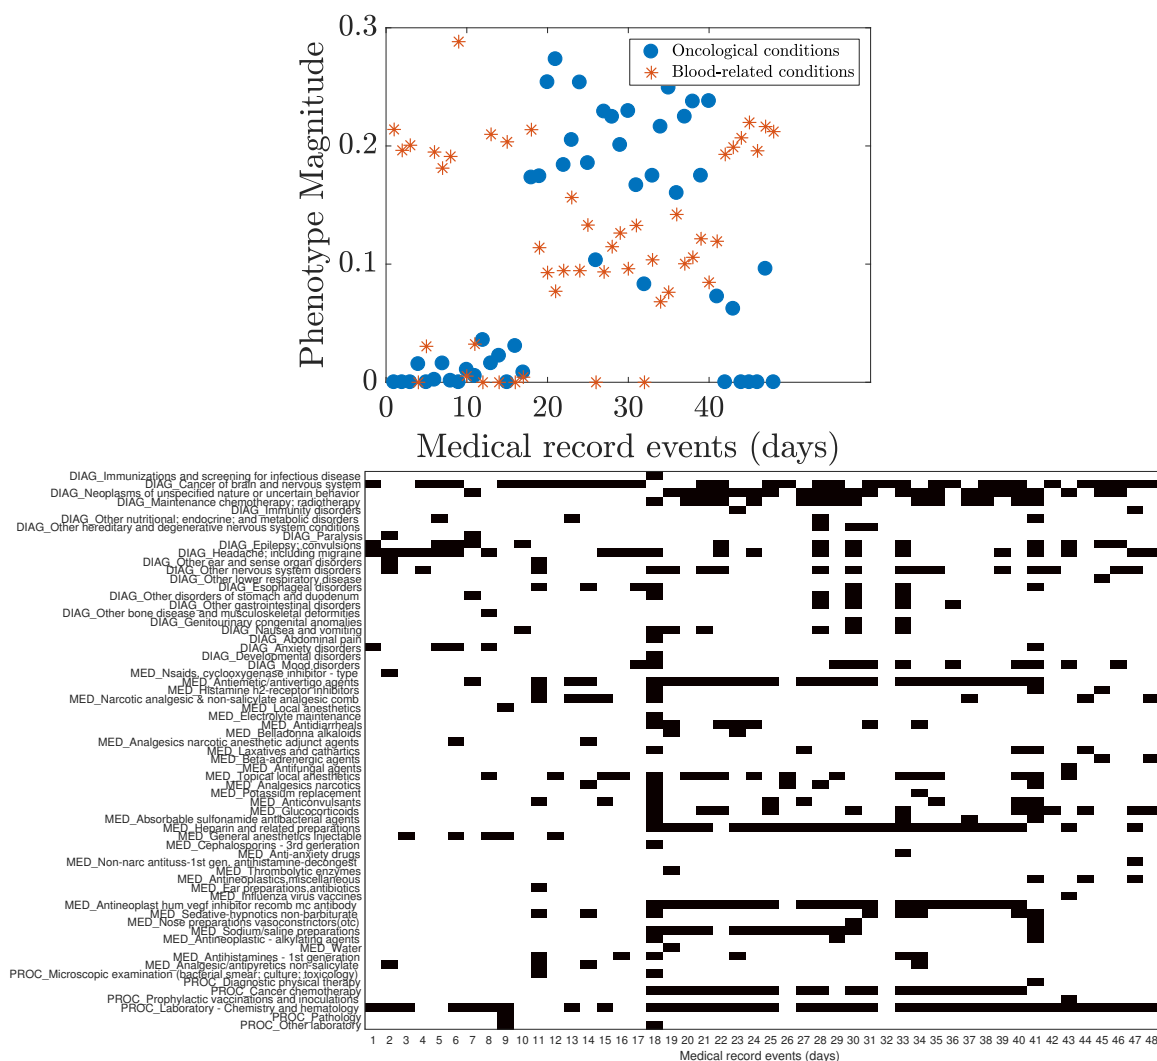 0.3
0.2
0.1
0
Phenotype Magnitude
Oncological conditions
Blood-related conditions
0 10 20 30 40
Medical record events (days)
DIAG_Immunizations and screening for infectious disease
DIAG_Cancer of brain and nervous system
DIAG_Neoplasms of unspecified nature or uncertain behavior
DIAG_Maintenance chemotherapy; radiotherapy
DIAG_Immunity disorders
DIAG_Other nutritional; endocrine; and metabolic disorders
DIAG_Other hereditary and degenerative nervous system conditions
DIAG_Paralysis
DIAG_Epilepsy; convulsions
DIAG_Headache; including migraine
DIAG_Other ear and sense organ disorders
DIAG_Other nervous system disorders
DIAG_Other lower respiratory disease
DIAG_Esophageal disorders
DIAG_Other disorders of stomach and duodenum
DIAG_Other gastrointestinal disorders
DIAG_Other bone disease and musculoskeletal deformities
DIAG_Genitourinary congenital anomalies
DIAG_Nausea and vomiting
DIAG_Abdominal pain
DIAG_Anxiety disorders
DIAG_Developmental disorders
DIAG_Mood disorders
MED_Nsaids, cyclooxygenase inhibitor - type
MED_Antiemetic/antivertigo agents
MED_Histamine h2-receptor inhibitors
MED_Narcotic analgesic & non-salicylate analgesic comb
MED_Local anesthetics
MED_Electrolyte maintenance
MED_Antidiarrheals
MED_Belladonna alkaloids
MED_Analgesics narcotic anesthetic adjunct agents
MED_Laxatives and cathartics
MED_Beta-adrenergic agents
MED_Antifungal agents
MED_Topical local anesthetics
MED_Analgesics narcotics
MED_Potassium replacement
MED_Anticonvulsants
MED_Glucocorticoids
MED_Absorbable sulfonamide antibacterial agents
MED_Heparin and related preparations
MED_General anesthetics injectable
MED_Cephalosporins - 3rd generation
MED_Anti-anxiety drugs
MED_Non-narc antituss-1st gen. antihistamine-decongest
MED_Thrombolytic enzymes
MED_Antineoplastics,miscellaneous
MED_Ear preparations,antibiotics
MED_Influenza virus vaccines
MED_Antineoplast hum vegf inhibitor recomb mc antibody
MED_Sedative-hypnotics non-barbiturate
MED_Nose preparations vasoconstrictors(otc)
MED_Sodium/saline preparations
MED_Antineoplastic - alkylating agents
MED_Water
MED_Antihistamines - 1st generation
MED_Analgesic/antipyretics non-salicylate
PROC_Microscopic examination (bacterial smear; culture; toxicology)
PROC_Diagnostic physical therapy
PROC_Cancer chemotherapy
PROC_Prophylactic vaccinations and inoculations
PROC_Laboratory - Chemistry and hematology
PROC_Pathology
PROC_Other laboratory
1 2 3 4 5 6 7 8 9 10 11 12 13 14 15 16 17 18 19 20 21 22 23 24 25 26 27 28 29 30 31 32 33 34 35 36 37 38 39 40 41 42 43 44 45 46 47 48
Medical record events (days)